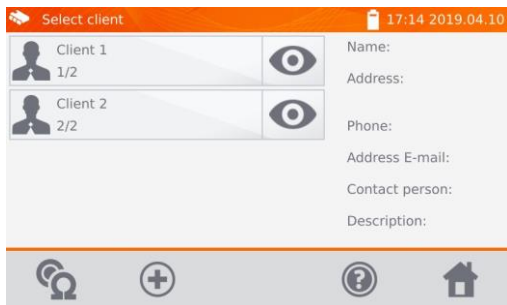 Select client
17:14 2019.04.10
Client 1
1/2
Client 2
2/2
Name:
Address:
Phone:
Address E-mail:
Contact person:
Description: